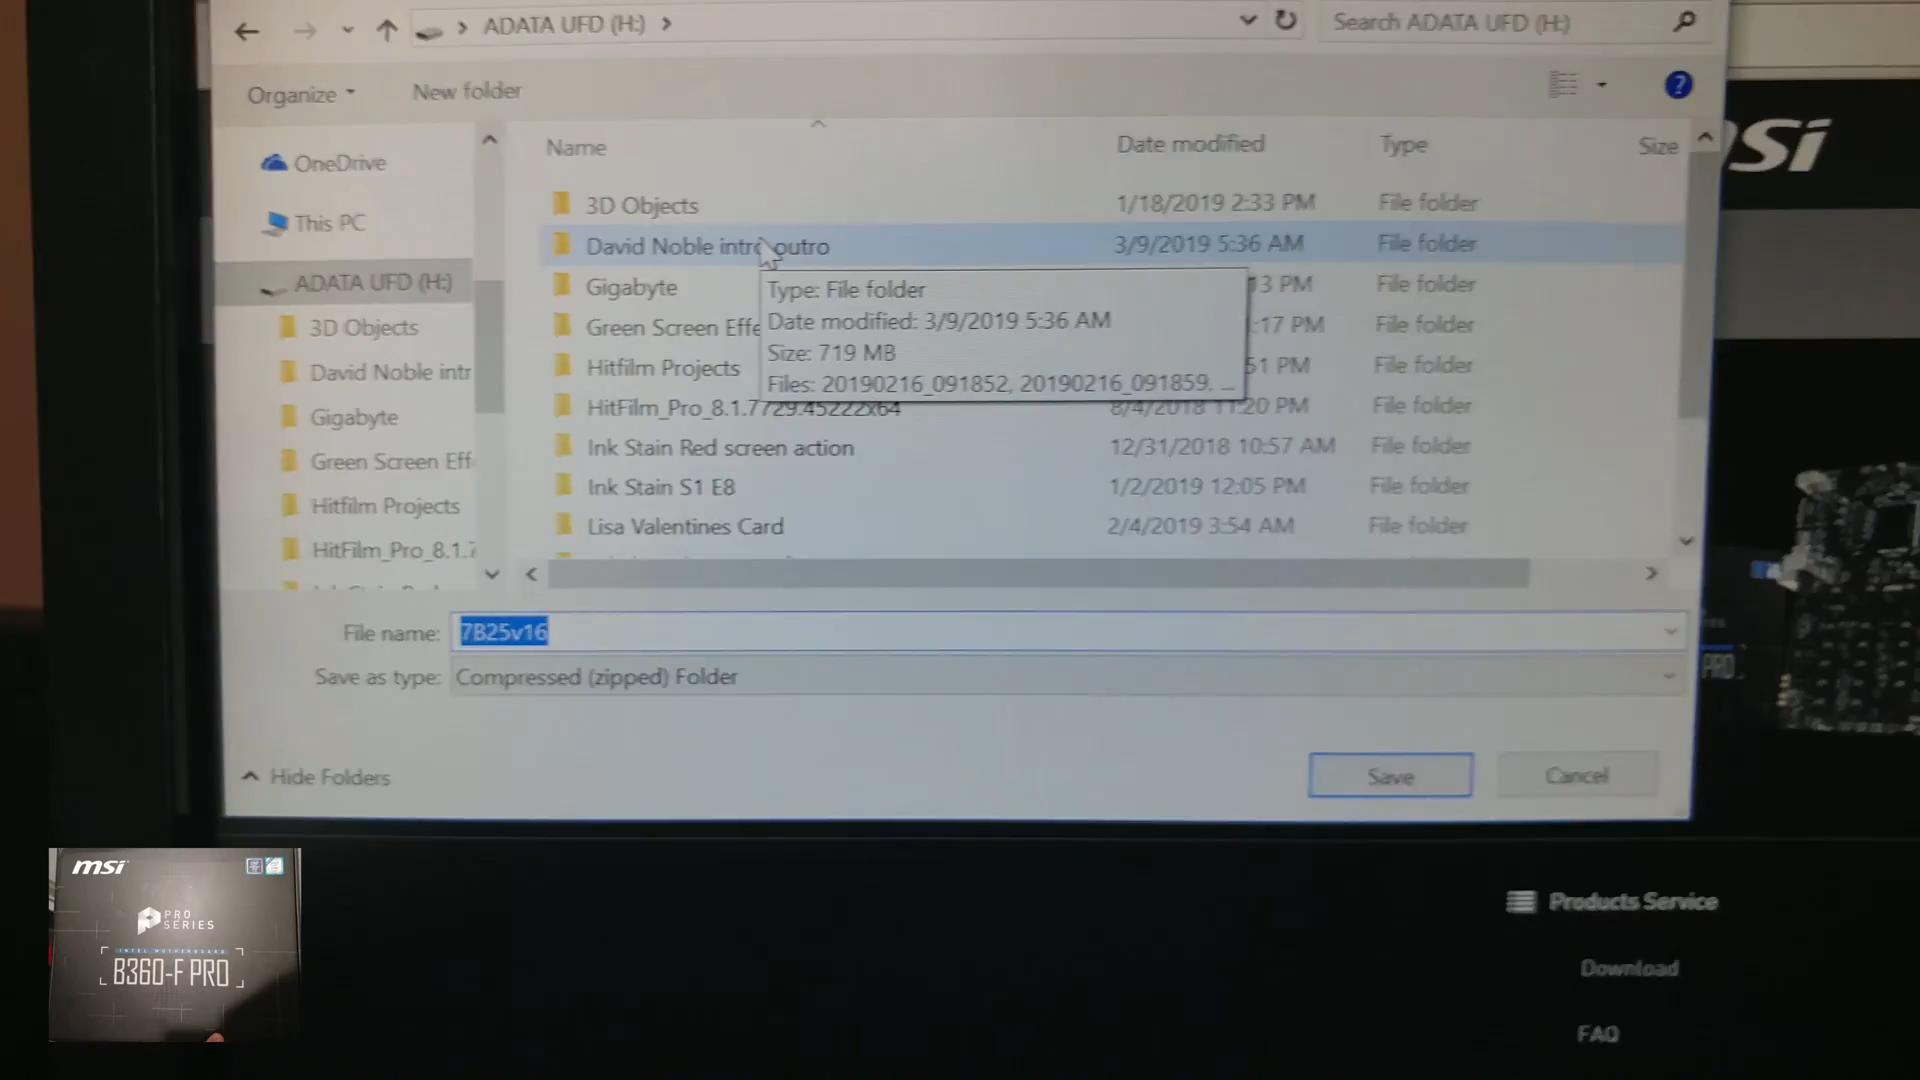 ADATA UFD (H:)
Search ADATA UFD (H:)
Organize
New folder
?
Name
Date modified
Type
Size
msi
OneDrive
This PC
ADATA UFD (H:)
3D Objects
David Noble intr
Gigabyte
Green Screen Eff
Hitfilm Projects
HitFilm_Pro_8.1.7
3D Objects 1/18/2019 2:33 PM File folder
David Noble intro outro 3/9/2019 5:36 AM File folder
Gigabyte 13 PM File folder
Green Screen Effe :17 PM File folder
Hitfilm Projects 51 PM File folder
HitFilm_Pro_8.1.7729.45222x64 8/4/2018 11:20 PM File folder
Ink Stain Red screen action 12/31/2018 10:57 AM File folder
Ink Stain S1 E8 1/2/2019 12:05 PM File folder
Lisa Valentines Card 2/4/2019 3:54 AM File folder
Type: File folder
Date modified: 3/9/2019 5:36 AM
Size: 719 MB
Files: 20190216_091852, 20190216_091859. ...
File name: 7B25v16
Save as type: Compressed (zipped) Folder
PRO
Hide Folders
Save
Cancel
msi
PRO
SERIES
INTEL MOTHERBOARD
B360-F PRO
Products Service
Download
FAQ